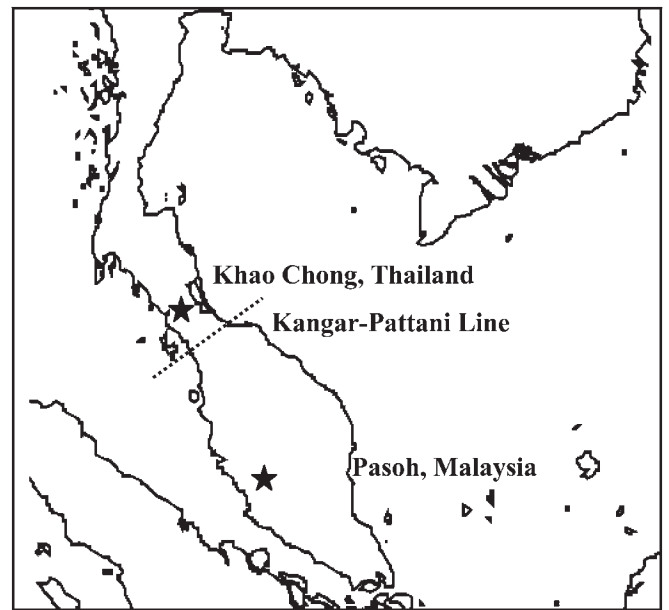 Khao Chong, Thailand
Kangar-Pattani Line
Pasoh, Malaysia